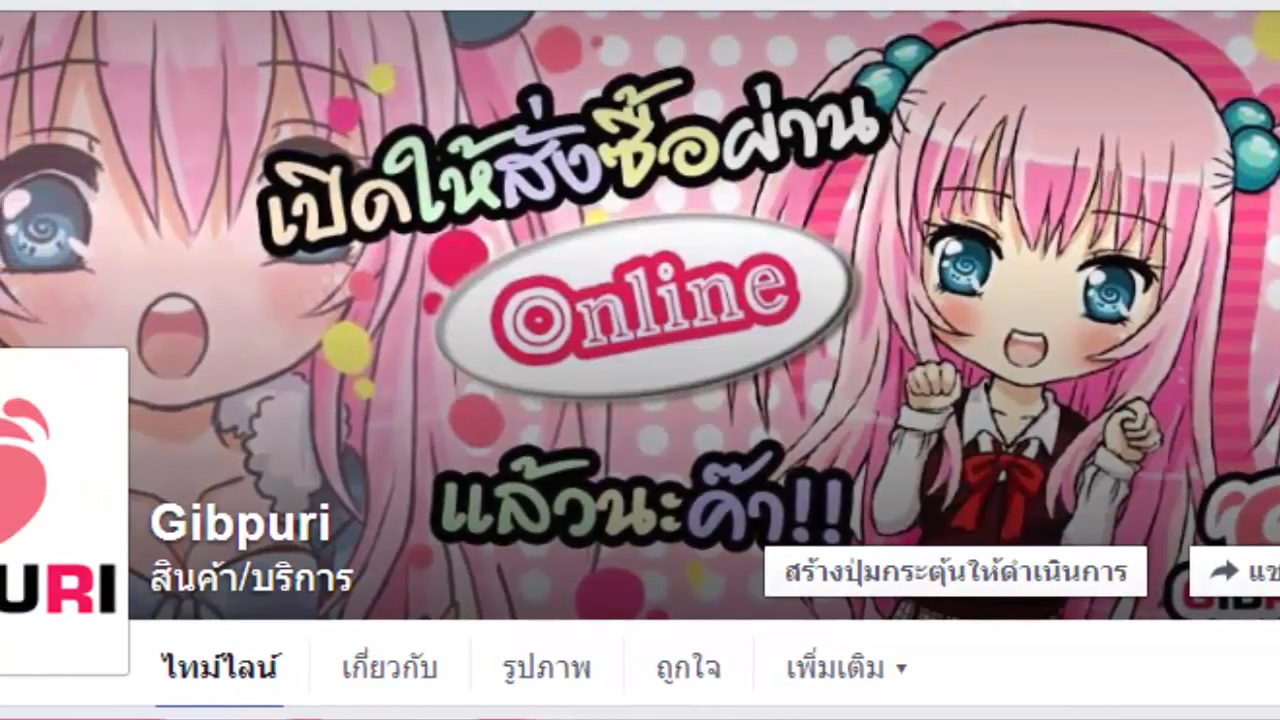 เปิดให้สั่งซื้อผ่าน
Online
แล้วนะค๊า!!
URI
Gibpuri
สินค้า/บริการ
สร้างปุ่มกระตุ้นให้ดำเนินการ
ไทม์ไลน์
เกี่ยวกับ
รูปภาพ
ถูกใจ
เพิ่มเติม